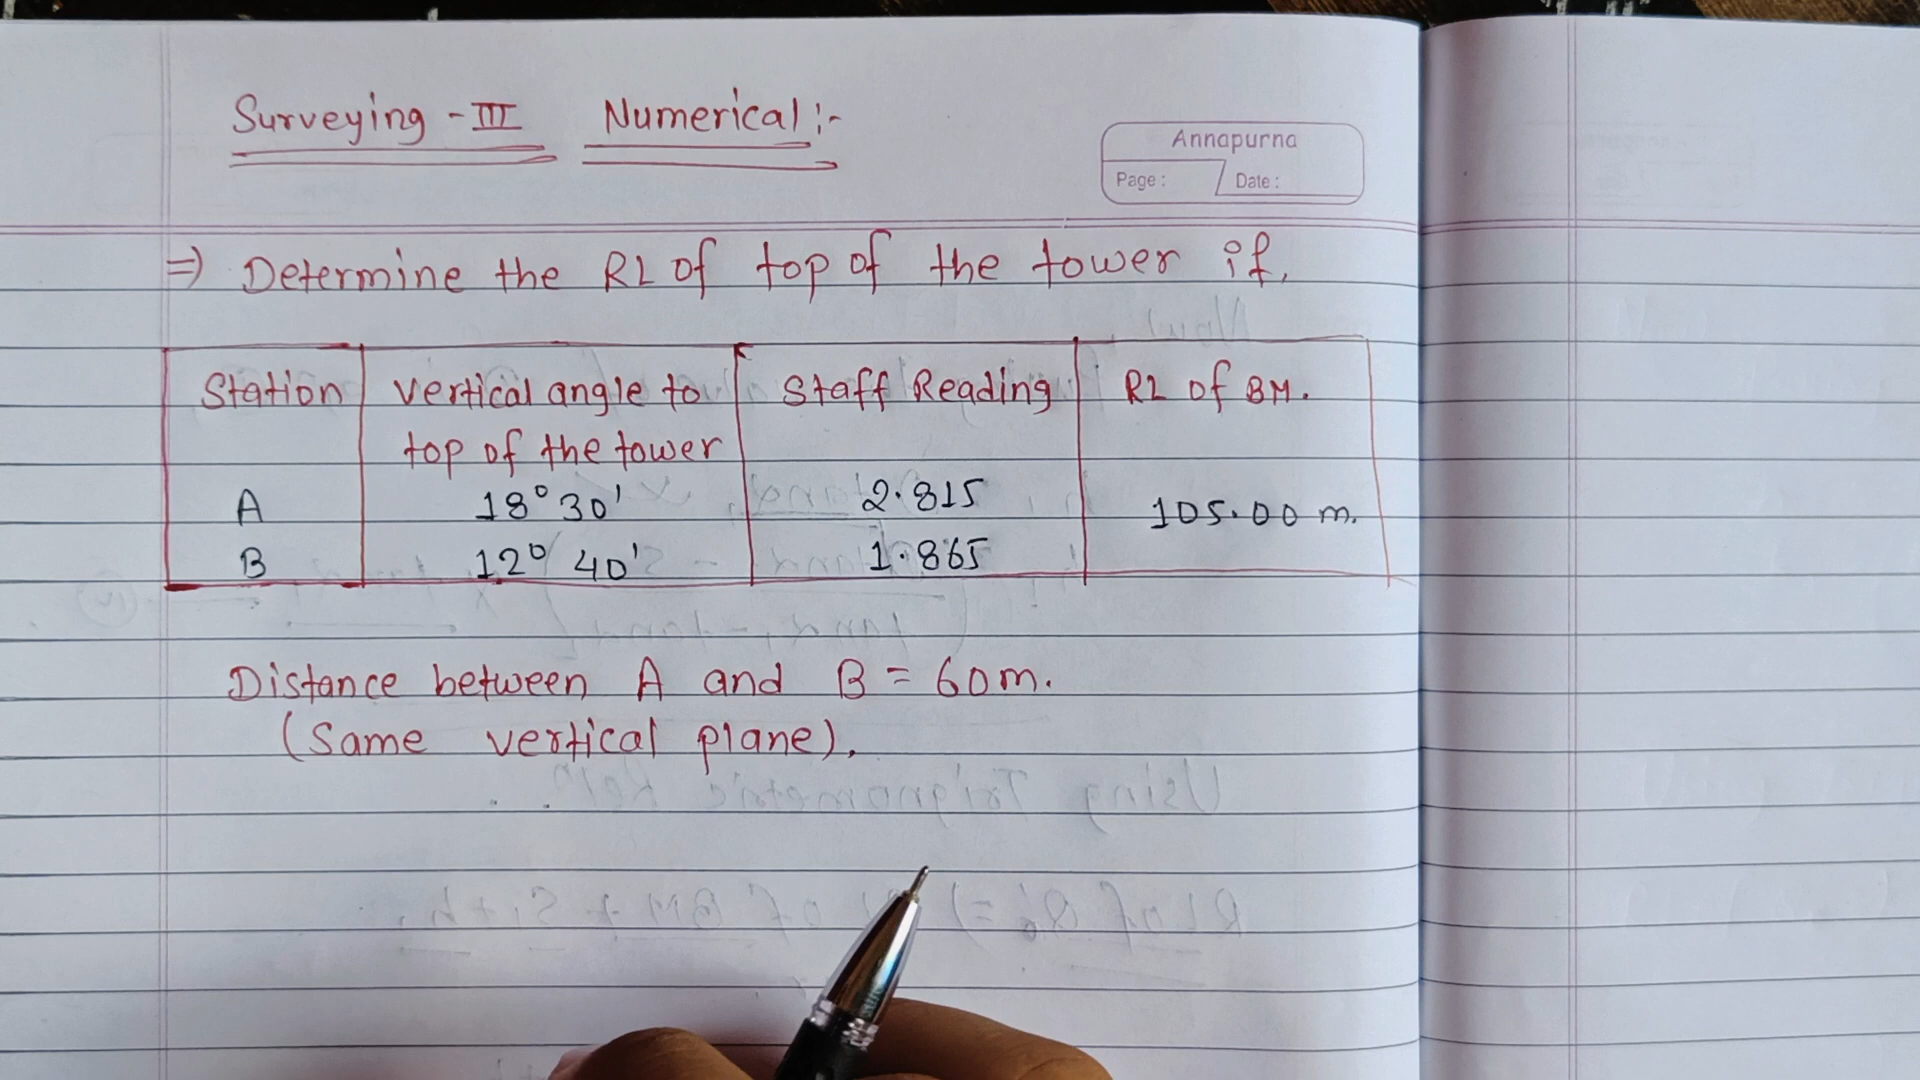 Surveying - III Numerical :-
Annapurna
Page : Date :
⇒ Determine the RL of top of the tower if,
Station Vertical angle to top of the tower Staff Reading RL of BM.
A 18° 30' 2.815 105.00 m.
B 12° 40' 1.865
Distance between A and B = 60m.
(Same vertical plane).